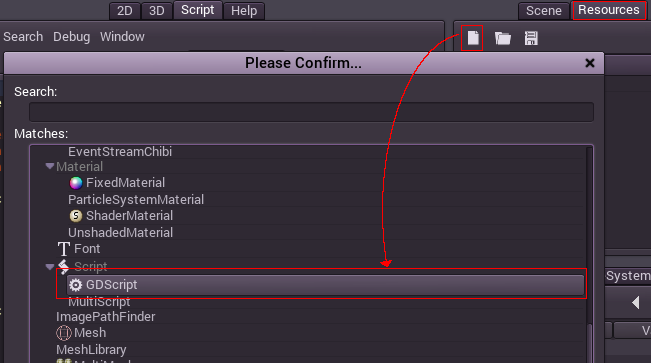 2D 3D Script Help Scene Resources
Search Debug Window
Please Confirm...
Search:
Matches:
EventStreamChibi
Material
FixedMaterial
ParticleSystemMaterial
ShaderMaterial
UnshadedMaterial
Font
Script
GDScript
System
MultiScript
ImagePathFinder
Mesh
MeshLibrary